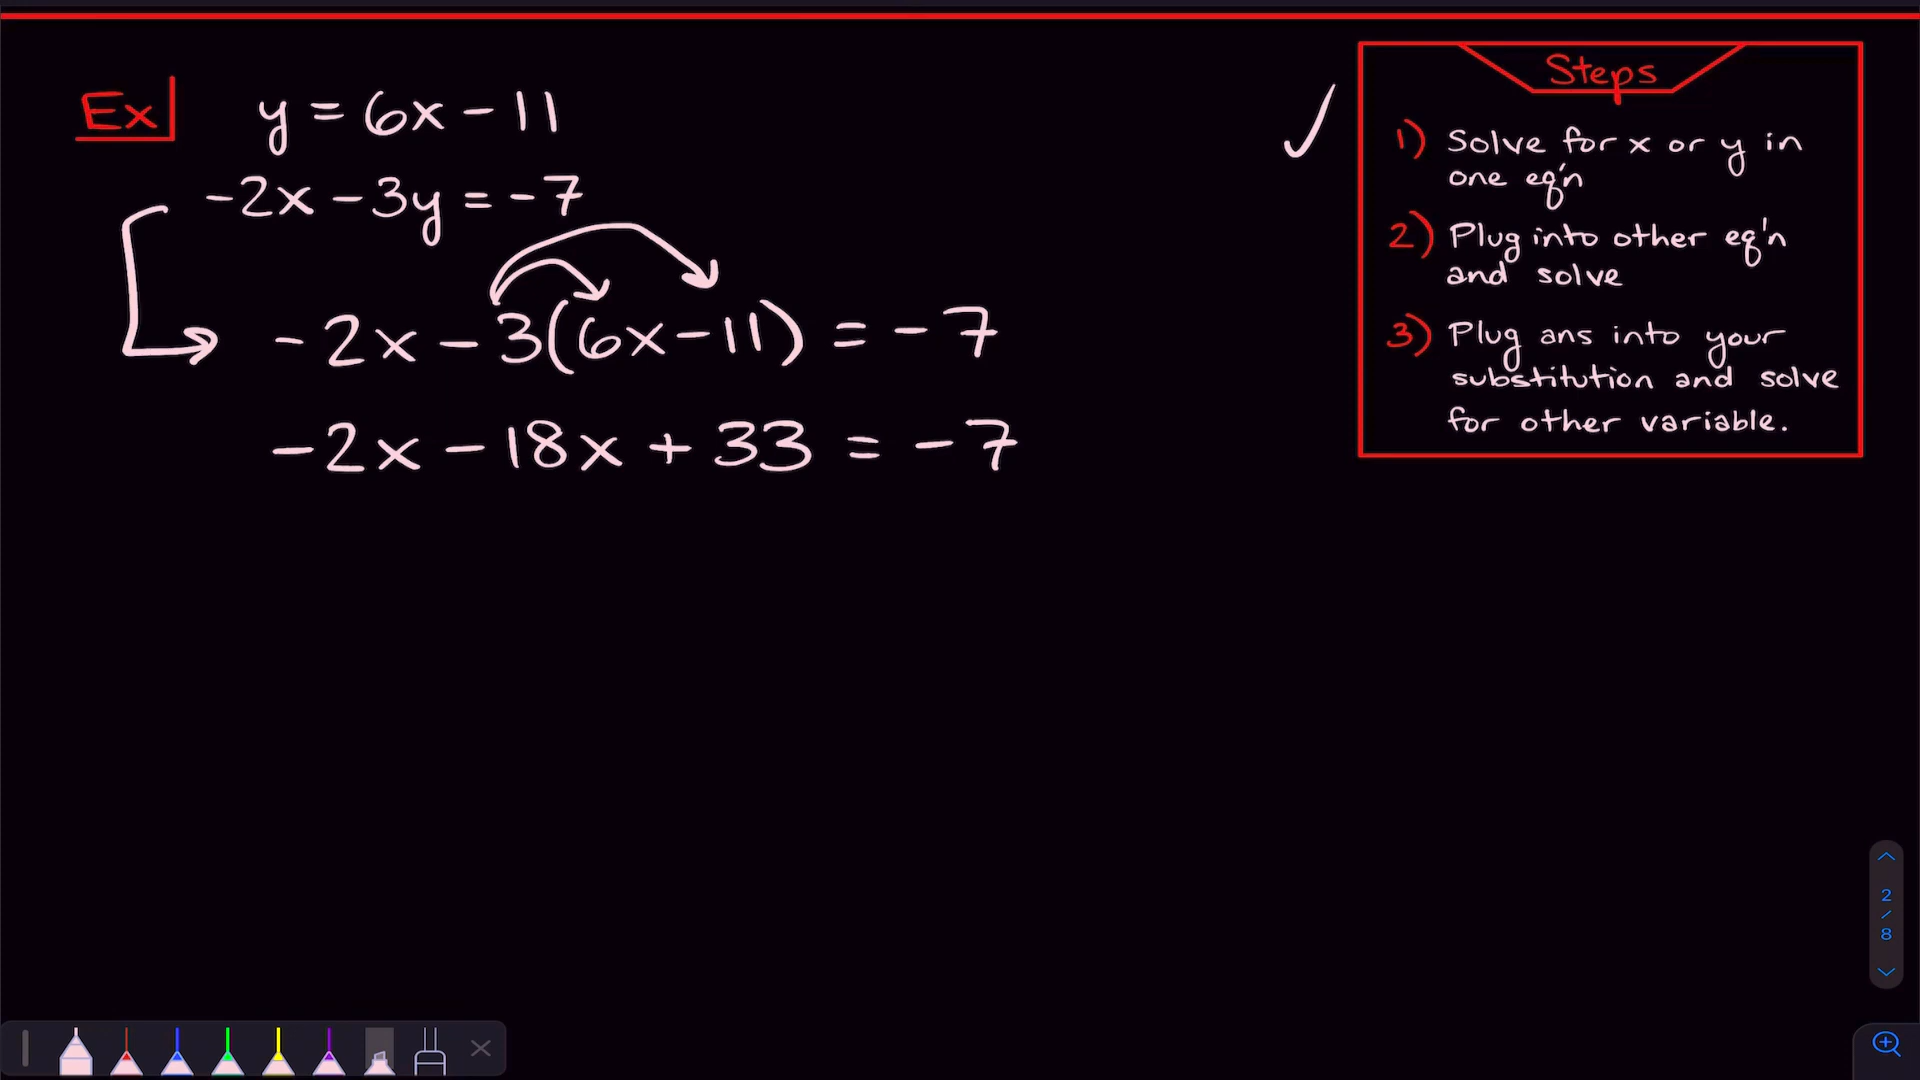 Ex
y = 6x - 11
-2x - 3y = -7
-2x - 3(6x - 11) = -7
-2x - 18x + 33 = -7
Steps
1) Solve for x or y in
one eq'n
2) Plug into other eq'n
and solve
3) Plug ans into your
substitution and solve
for other variable.
2
/
8